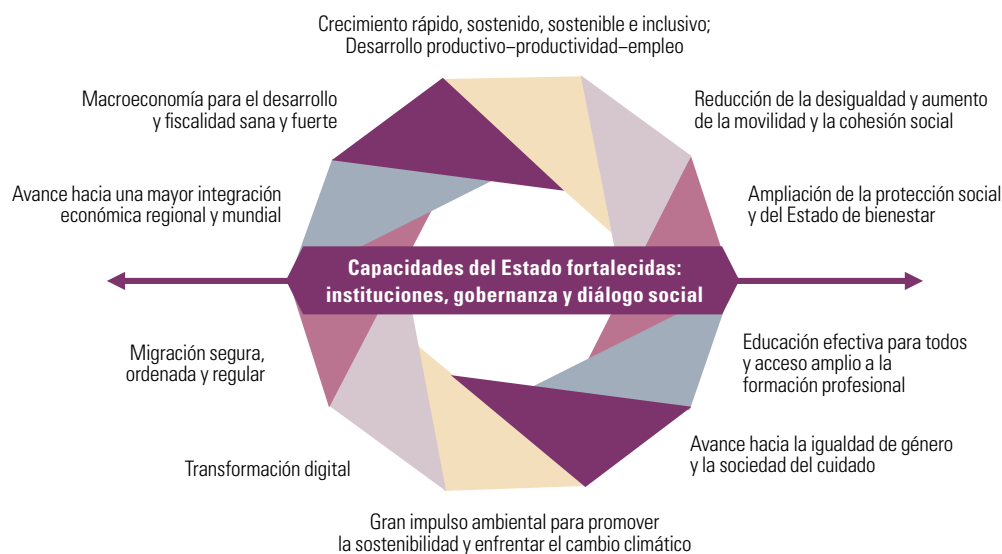 Crecimiento rápido, sostenido, sostenible e inclusivo;
Desarrollo productivo–productividad–empleo
Reducción de la desigualdad y aumento
de la movilidad y la cohesión social
Ampliación de la protección social
y del Estado de bienestar
Educación efectiva para todos
y acceso amplio a la
formación profesional
Avance hacia la igualdad de género
y la sociedad del cuidado
Gran impulso ambiental para promover
la sostenibilidad y enfrentar el cambio climático
Transformación digital
Migración segura,
ordenada y regular
Avance hacia una mayor integración
económica regional y mundial
Macroeconomía para el desarrollo
y fiscalidad sana y fuerte
Capacidades del Estado fortalecidas:
instituciones, gobernanza y diálogo social